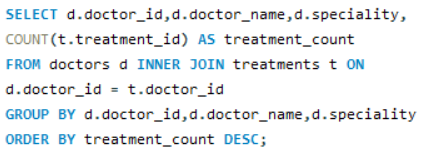 SELECT d.doctor_id,d.doctor_name,d.speciality,
COUNT(t.treatment_id) AS treatment_count
FROM doctors d INNER JOIN treatments t ON
d.doctor_id = t.doctor_id
GROUP BY d.doctor_id,d.doctor_name,d.speciality
ORDER BY treatment_count DESC;